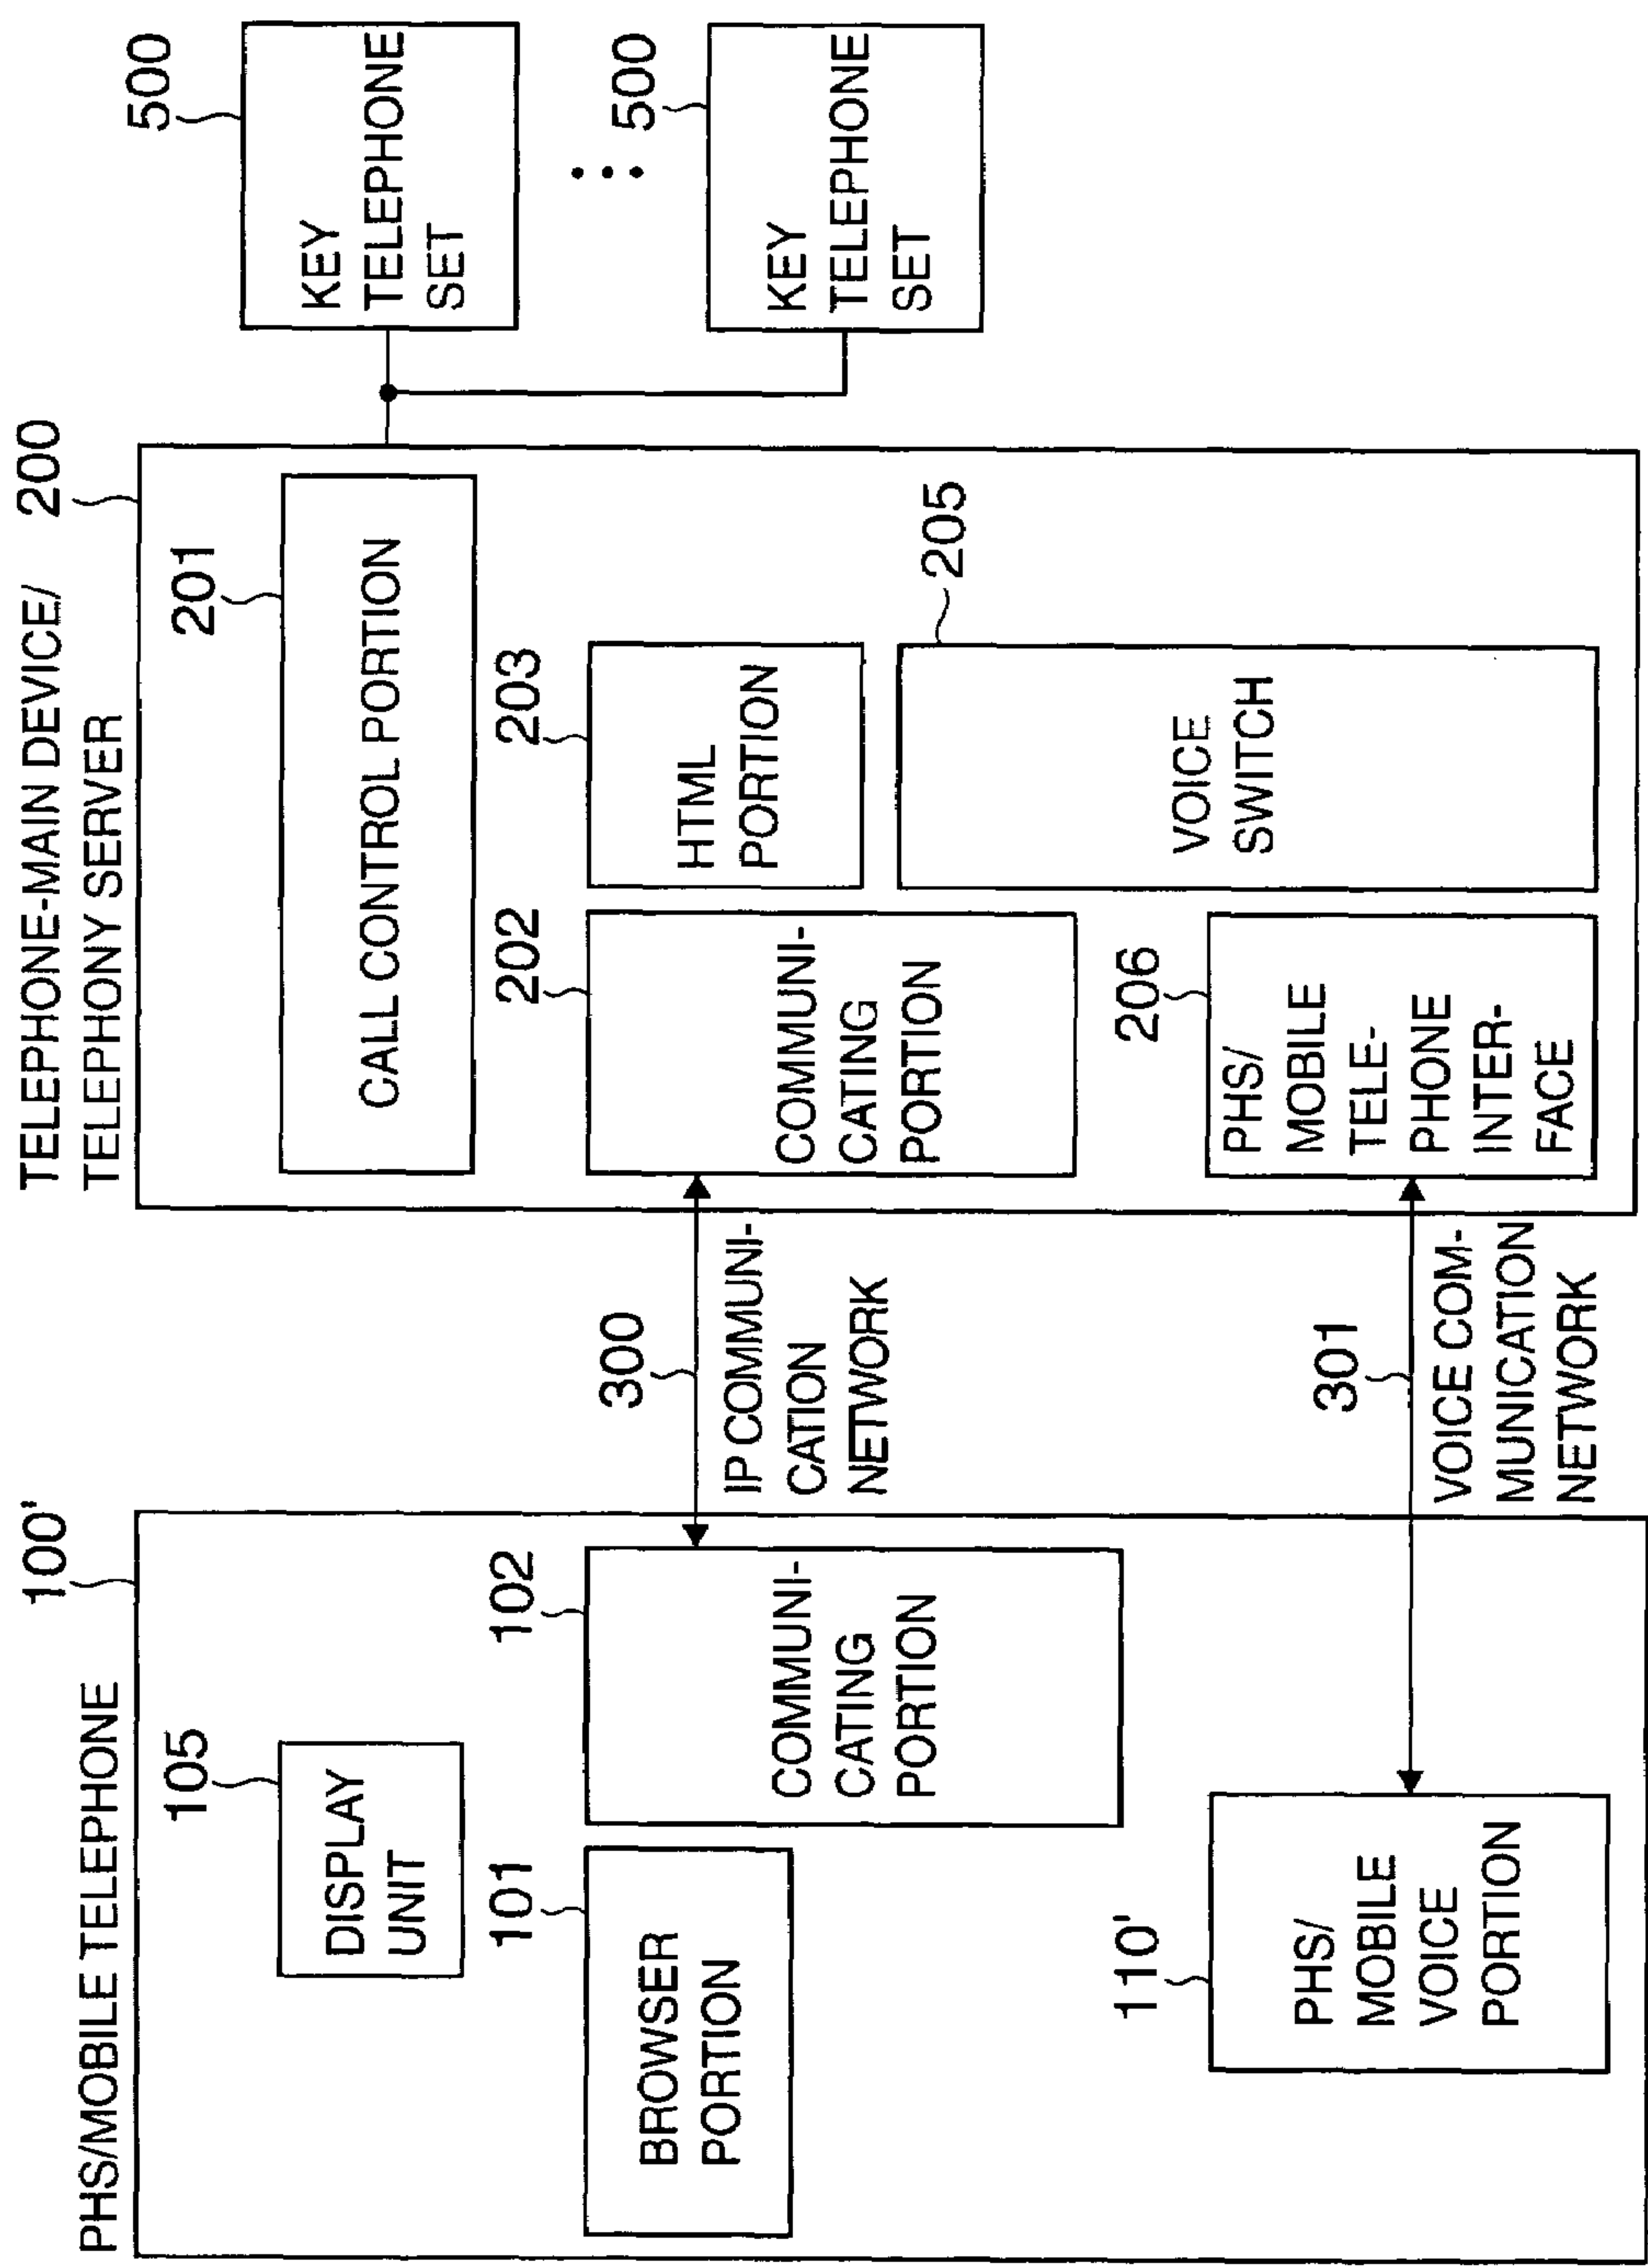 PHS/MOBILE TELEPHONE
100'
105
DISPLAY
UNIT
101
BROWSER
PORTION
102
COMMUNI-
CATING
PORTION
110'
PHS/
MOBILE
VOICE
PORTION
300
IP COMMUNI-
CATION
NETWORK
301
VOICE COM-
MUNICATION
NETWORK
TELEPHONE-MAIN DEVICE/
TELEPHONY SERVER
200
201
CALL CONTROL PORTION
202
COMMUNI-
CATING
PORTION
203
HTML
PORTION
205
VOICE
SWITCH
206
PHS/
MOBILE
TELE-
PHONE
INTER-
FACE
500
KEY
TELEPHONE
SET
500
KEY
TELEPHONE
SET